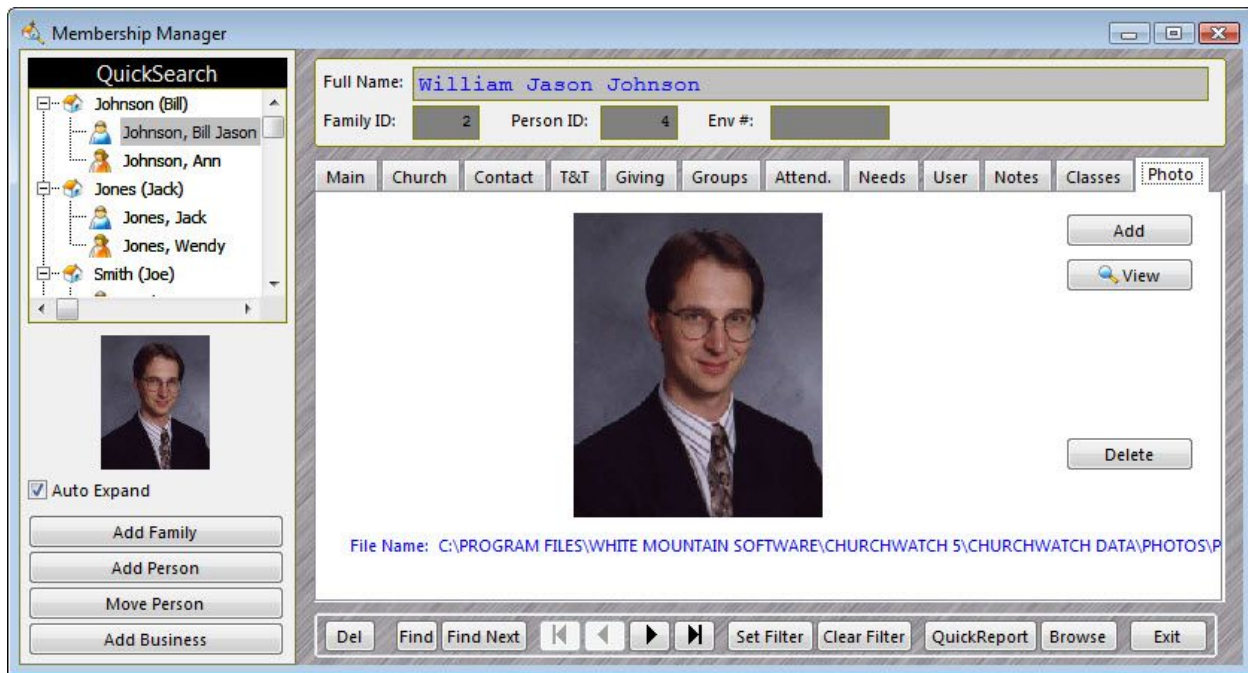 Membership Manager
QuickSearch
Johnson (Bill)
Johnson, Bill Jason
Johnson, Ann
Jones (Jack)
Jones, Jack
Jones, Wendy
Smith (Joe)
Auto Expand
Add Family
Add Person
Move Person
Add Business
Full Name: William Jason Johnson
Family ID: 2 Person ID: 4 Env #:
Main Church Contact T&T Giving Groups Attend. Needs User Notes Classes Photo
Add
View
Delete
File Name: C:\PROGRAM FILES\WHITE MOUNTAIN SOFTWARE\CHURCHWATCH 5\CHURCHWATCH DATA\PHOTOS\P
Del Find Find Next Set Filter Clear Filter QuickReport Browse Exit